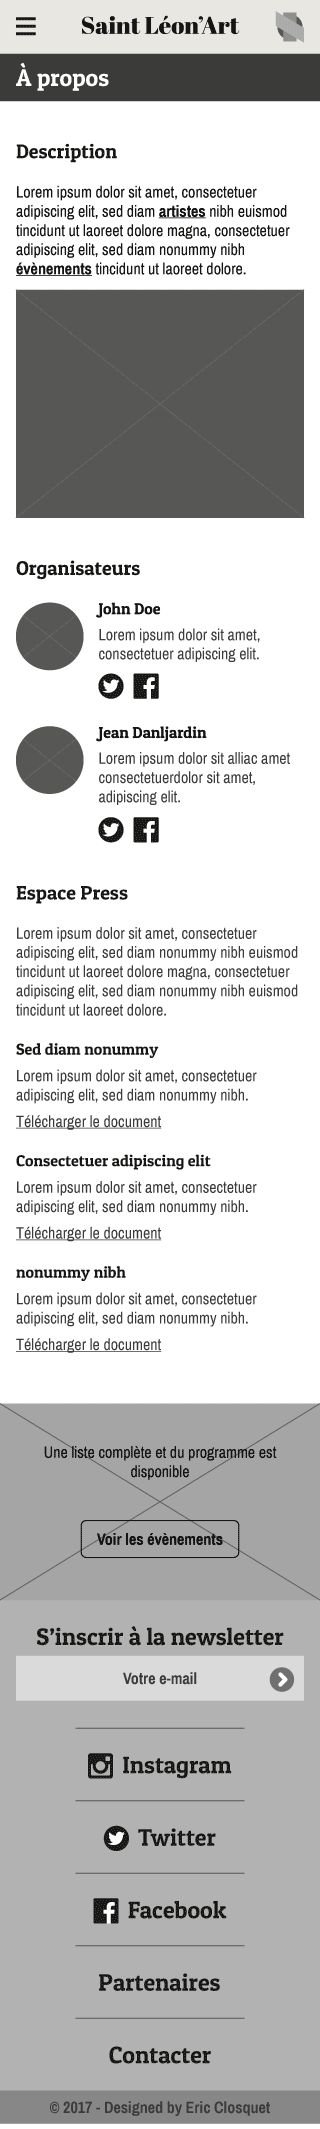 Saint Léon’Art
À propos
Description
Lorem ipsum dolor sit amet, consectetuer
adipiscing elit, sed diam artistes nibh euismod
tincidunt ut laoreet dolore magna, consectetuer
adipiscing elit, sed diam nonummy nibh
évènements tincidunt ut laoreet dolore.
Organisateurs
John Doe
Lorem ipsum dolor sit amet,
consectetuer adipiscing elit.
Jean Danljardin
Lorem ipsum dolor sit alliac amet
consectetuerdolor sit amet,
adipiscing elit.
Espace Press
Lorem ipsum dolor sit amet, consectetuer
adipiscing elit, sed diam nonummy nibh euismod
tincidunt ut laoreet dolore magna, consectetuer
adipiscing elit, sed diam nonummy nibh euismod
tincidunt ut laoreet dolore.
Sed diam nonummy
Lorem ipsum dolor sit amet, consectetuer
adipiscing elit, sed diam nonummy nibh.
Télécharger le document
Consectetuer adipiscing elit
Lorem ipsum dolor sit amet, consectetuer
adipiscing elit, sed diam nonummy nibh.
Télécharger le document
nonummy nibh
Lorem ipsum dolor sit amet, consectetuer
adipiscing elit, sed diam nonummy nibh.
Télécharger le document
Une liste complète et du programme est
disponible
Voir les évènements
S’inscrir à la newsletter
Votre e-mail
Instagram
Twitter
Facebook
Partenaires
Contacter
© 2017 - Designed by Eric Closquet